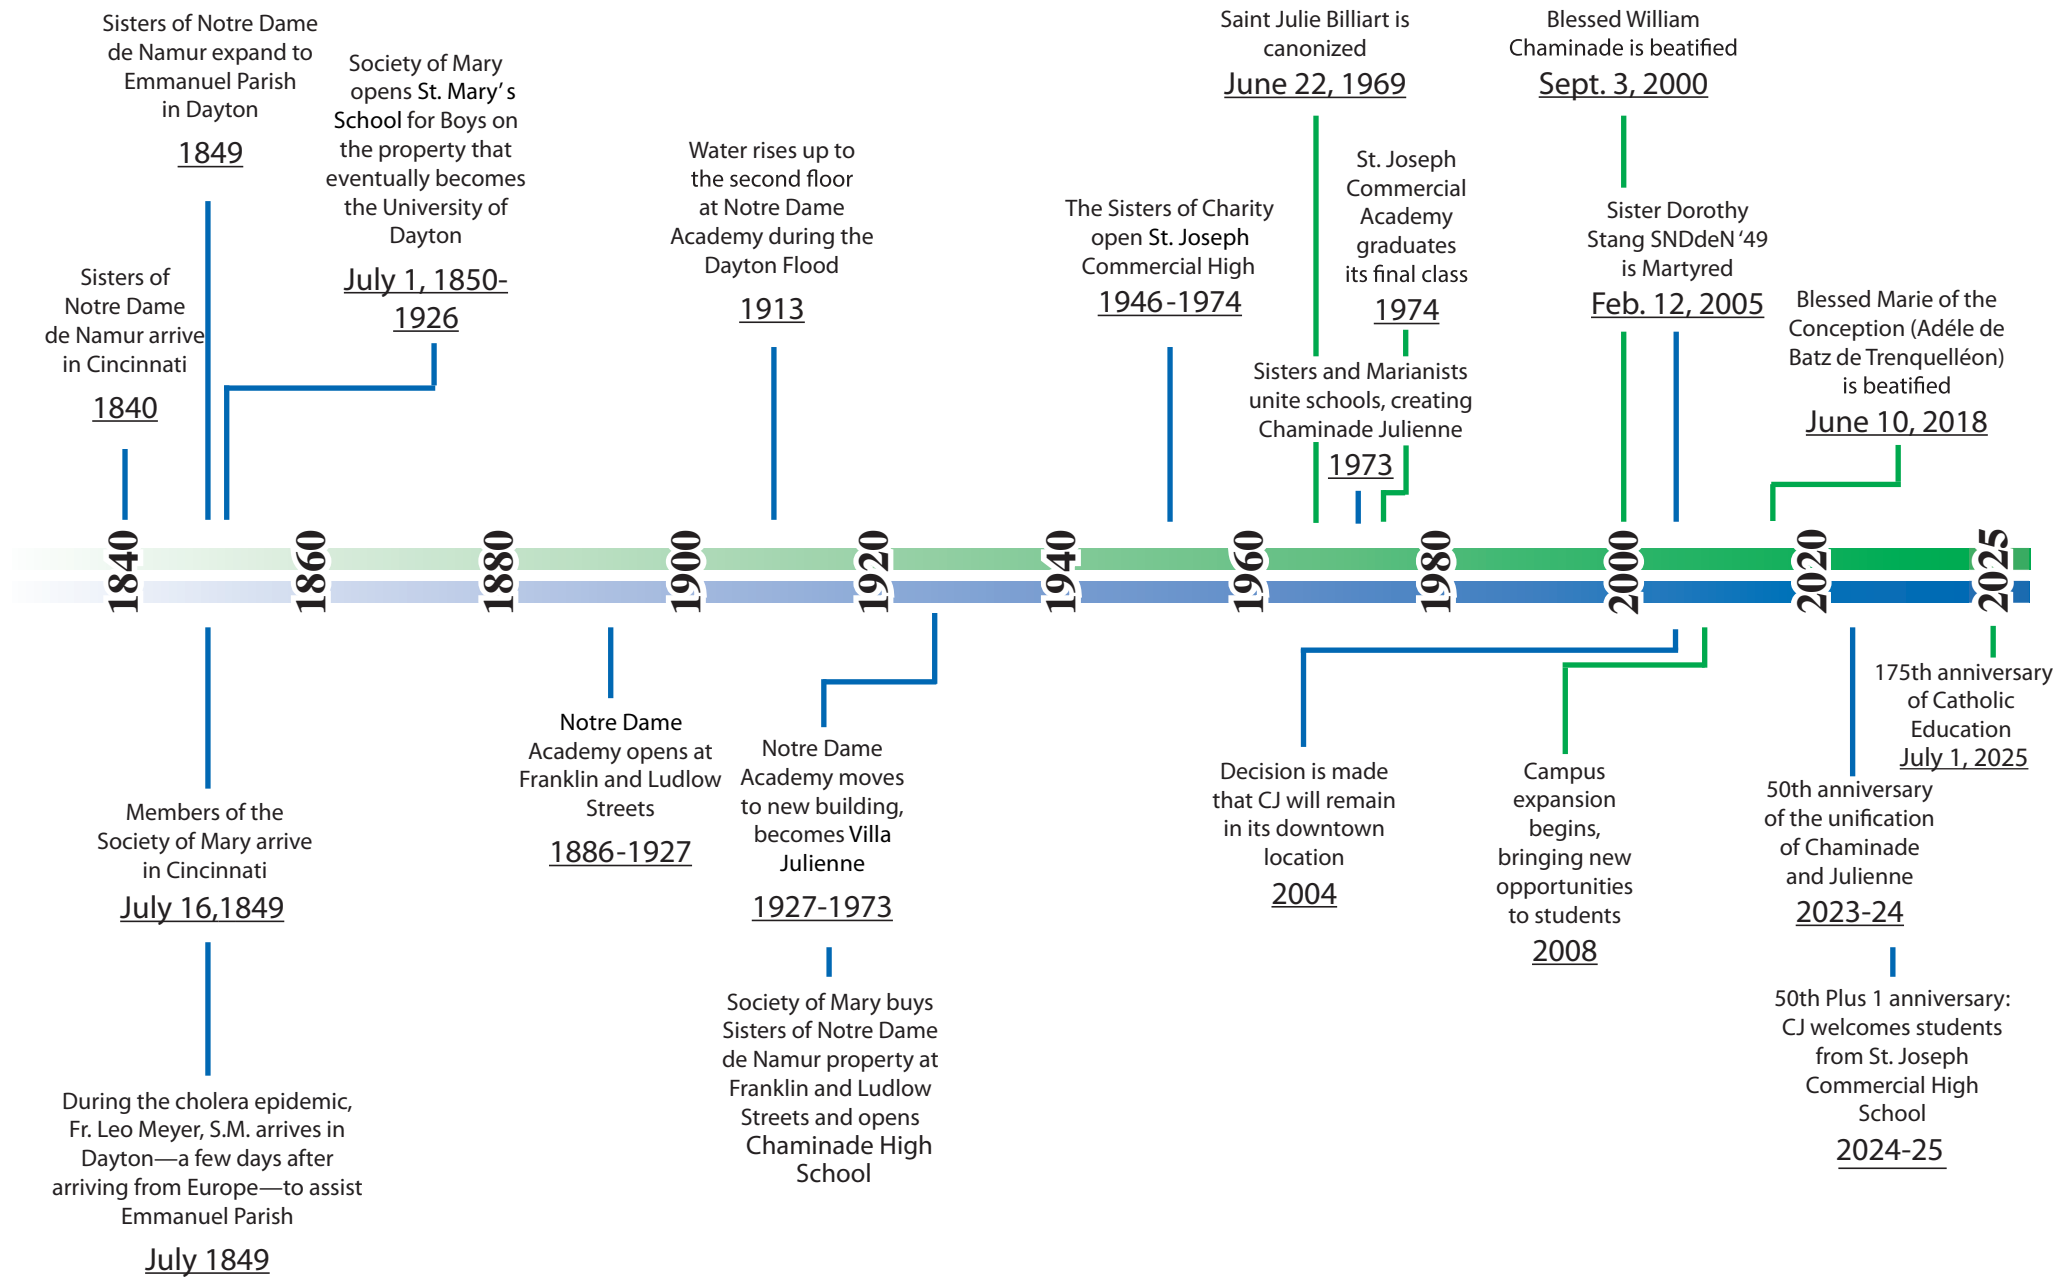 Sisters of Notre Dame
de Namur expand to
Emmanuel Parish
in Dayton
1849
Society of Mary
opens St. Mary's
School for Boys on
the property that
eventually becomes
the University of
Dayton
July 1, 1850-
1926
Sisters of
Notre Dame
de Namur arrive
in Cincinnati
1840
Water rises up to
the second floor
at Notre Dame
Academy during the
Dayton Flood
1913
The Sisters of Charity
open St. Joseph
Commercial High
1946-1974
Saint Julie Billiart is
canonized
June 22, 1969
St. Joseph
Commercial
Academy
graduates
its final class
1974
Sisters and Marianists
unite schools, creating
Chaminade Julienne
1973
Blessed William
Chaminade is beatified
Sept. 3, 2000
Sister Dorothy
Stang SNDdeN ‘49
is Martyred
Feb. 12, 2005
Blessed Marie of the
Conception (Adéle de
Batz de Trenquelléon)
is beatified
June 10, 2018
1840
1860
1880
1900
1920
1940
1960
1980
2000
2020
2025
Members of the
Society of Mary arrive
in Cincinnati
July 16,1849
During the cholera epidemic,
Fr. Leo Meyer, S.M. arrives in
Dayton—a few days after
arriving from Europe—to assist
Emmanuel Parish
July 1849
Notre Dame
Academy opens at
Franklin and Ludlow
Streets
1886-1927
Notre Dame
Academy moves
to new building,
becomes Villa
Julienne
1927-1973
Society of Mary buys
Sisters of Notre Dame
de Namur property at
Franklin and Ludlow
Streets and opens
Chaminade High
School
Decision is made
that CJ will remain
in its downtown
location
2004
Campus
expansion
begins,
bringing new
opportunities
to students
2008
175th anniversary
of Catholic
Education
July 1, 2025
50th anniversary
of the unification
of Chaminade
and Julienne
2023-24
50th Plus 1 anniversary:
CJ welcomes students
from St. Joseph
Commercial High
School
2024-25